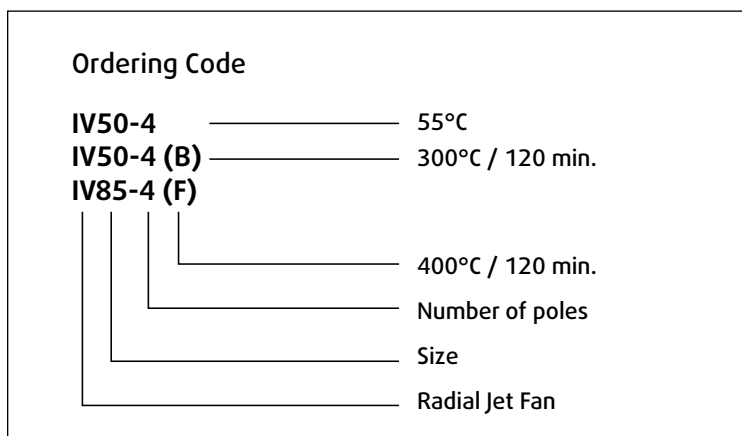 Ordering Code
IV50-4 55°C
IV50-4 (B) 300°C / 120 min.
IV85-4 (F)
400°C / 120 min.
Number of poles
Size
Radial Jet Fan